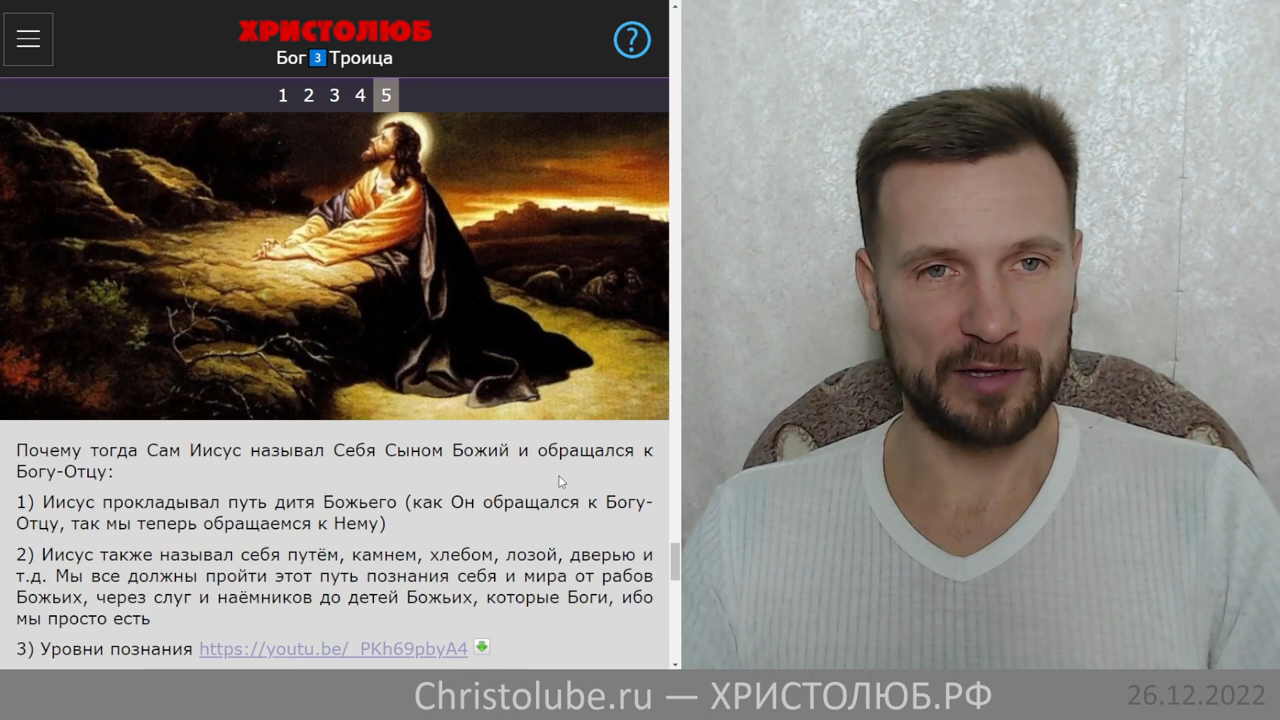 ХРИСТОЛЮБ
Бог 3 Троица
?
1 2 3 4 5
Почему тогда Сам Иисус называл Себя Сыном Божий и обращался к
Богу-Отцу:
1) Иисус прокладывал путь дитя Божьего (как Он обращался к Богу-
Отцу, так мы теперь обращаемся к Нему)
2) Иисус также называл себя путём, камнем, хлебом, лозой, дверью и
т.д. Мы все должны пройти этот путь познания себя и мира от рабов
Божьих, через слуг и наёмников до детей Божьих, которые Боги, ибо
мы просто есть
3) Уровни познания https://youtu.be/_PKh69pbyA4
Christolube.ru — ХРИСТОЛЮБ.РФ
26.12.2022